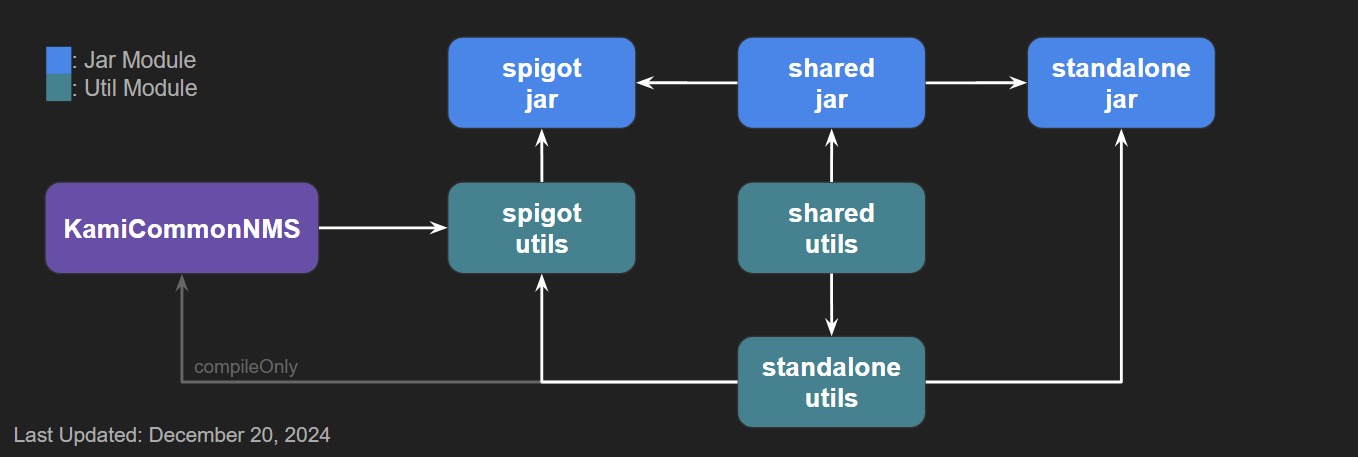 : Jar Module
: Util Module
spigot
jar
shared
jar
standalone
jar
KamiCommonNMS
spigot
utils
shared
utils
compileOnly
standalone
utils
Last Updated: December 20, 2024